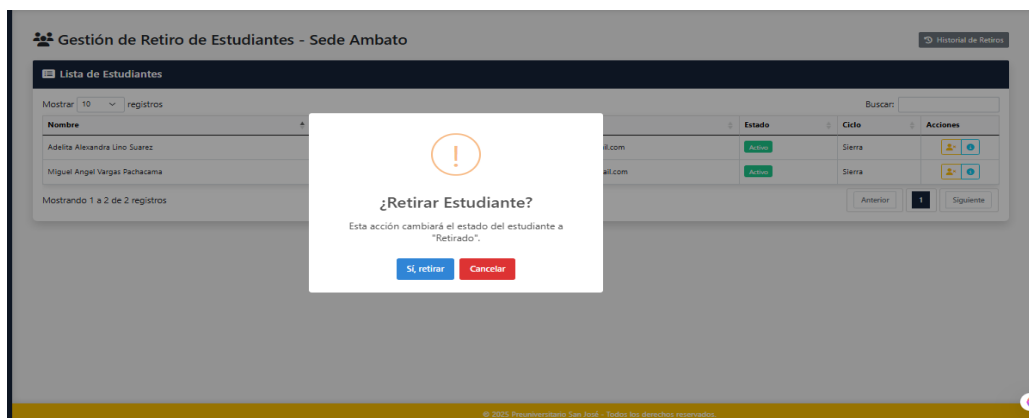 Gestión de Retiro de Estudiantes - Sede Ambato
Historial de Retiros
Lista de Estudiantes
Mostrar 10 registros
Buscar:
Nombre Estado Ciclo Acciones
Adelita Alexandra Lino Suarez il.com Activo Sierra
Miguel Angel Vargas Pachacama ail.com Activo Sierra
Mostrando 1 a 2 de 2 registros
Anterior 1 Siguiente
!
¿Retirar Estudiante?
Esta acción cambiará el estado del estudiante a
"Retirado".
Sí, retirar Cancelar
© 2025 Preuniversitario San José - Todos los derechos reservados.